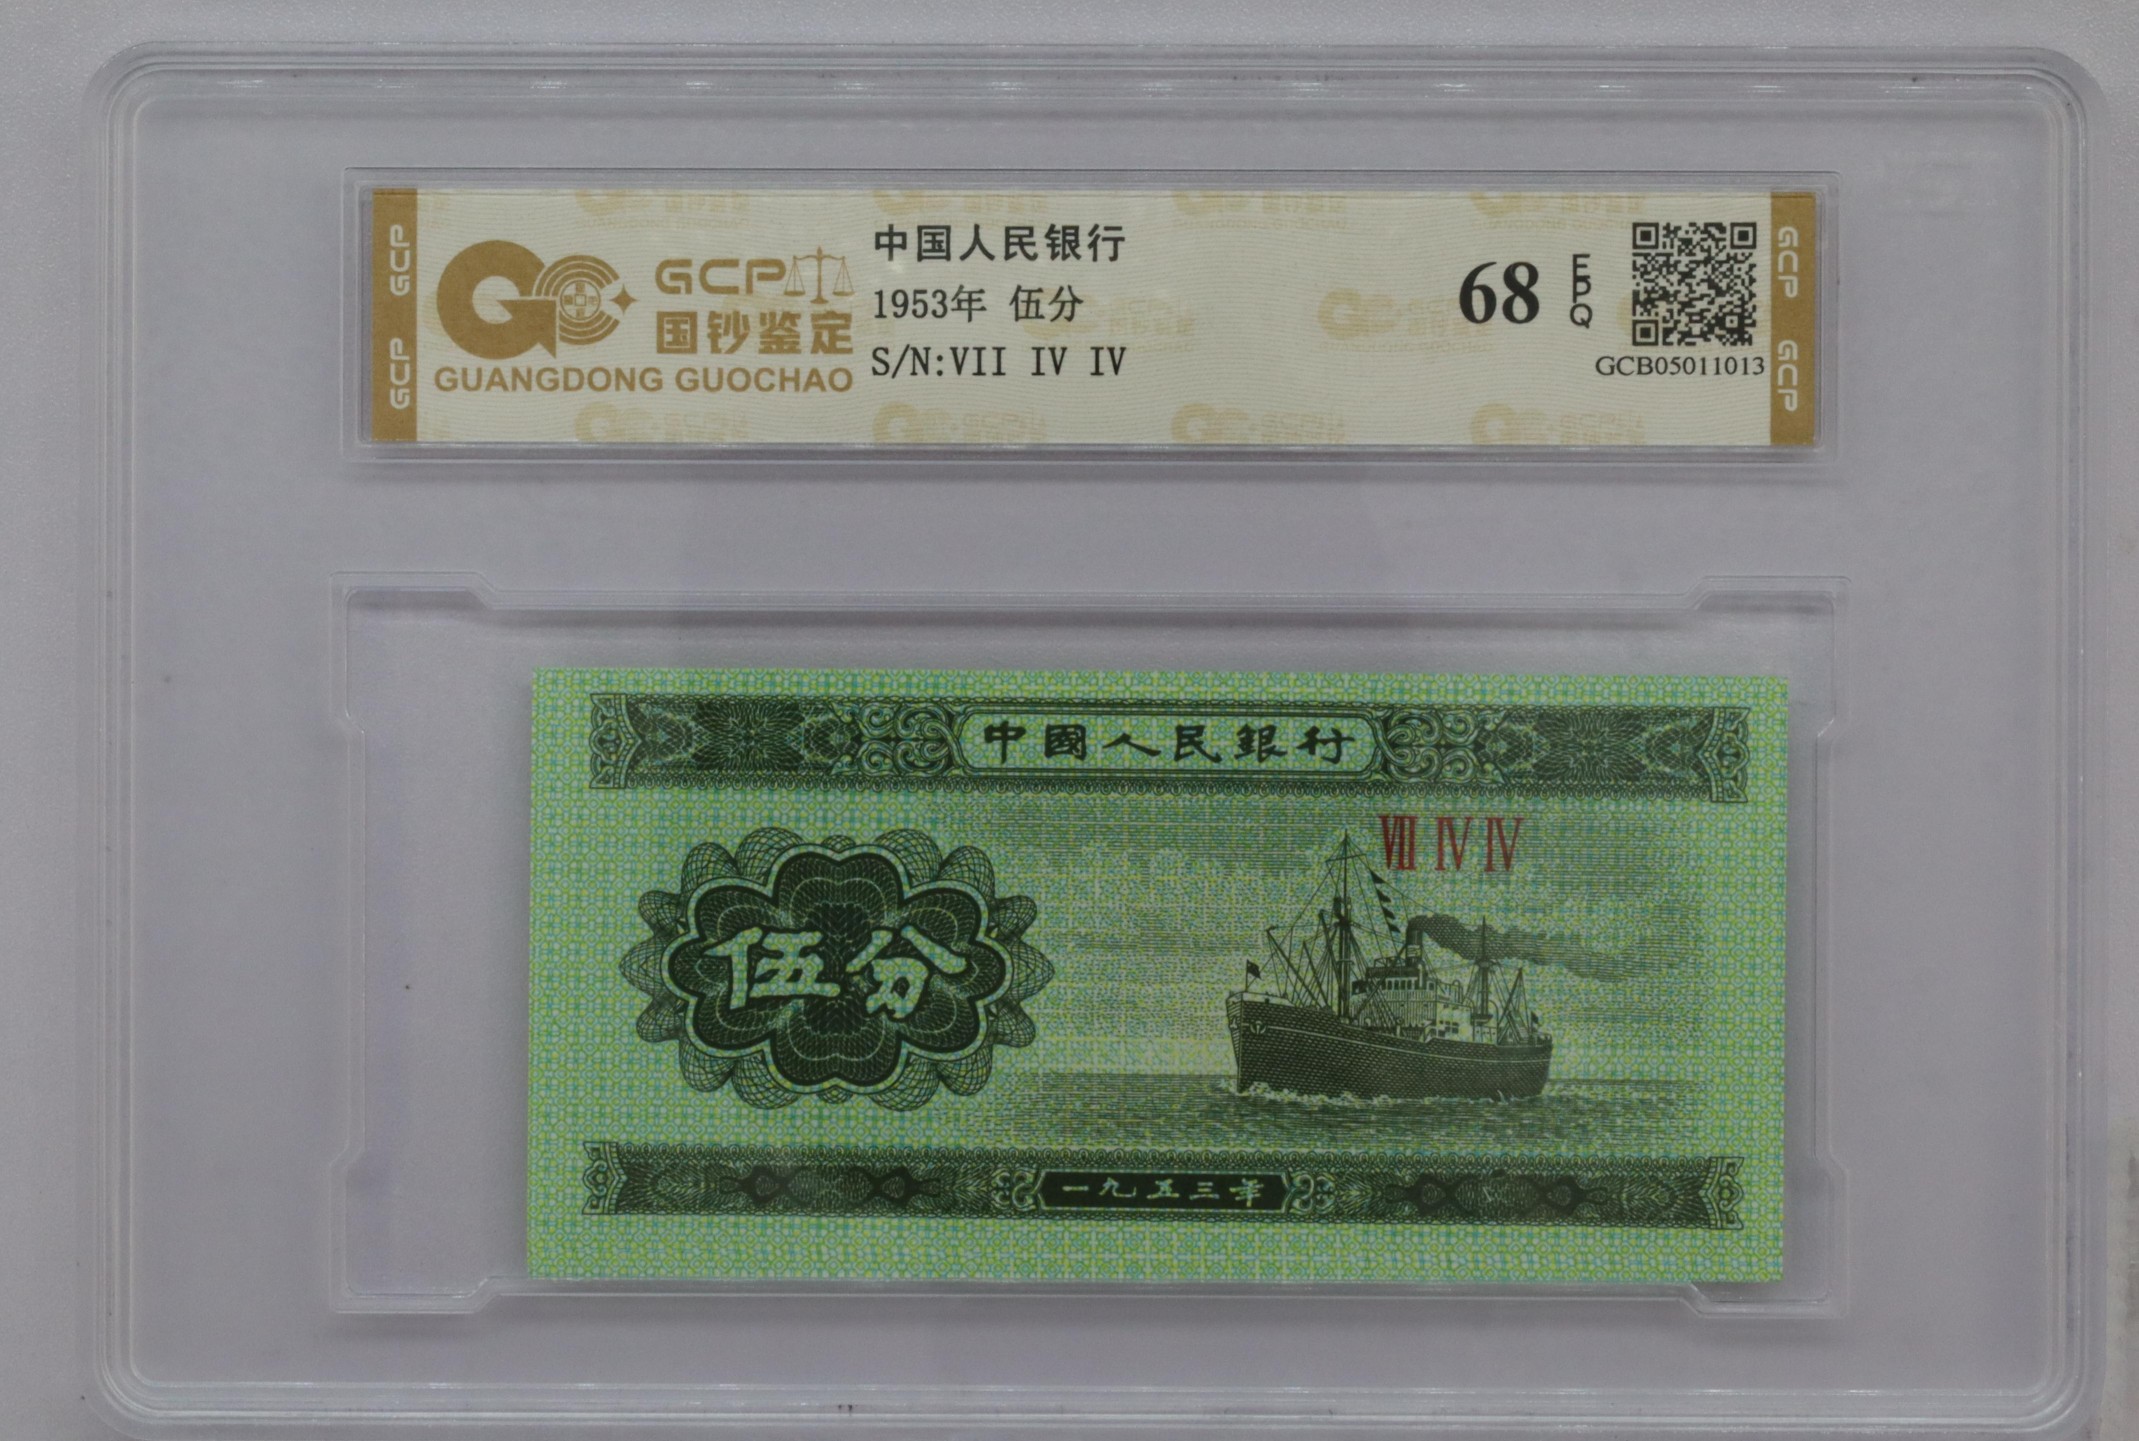 GCP
GCP
GCP
国钞鉴定
GUANGDONG GUOCHAO
中国人民银行
1953年 伍分
S/N:VII IV IV
68 EPQ
GCB05011013
GCP
GCP
中國人民銀行
VIII IV IV
伍分
一九五三年